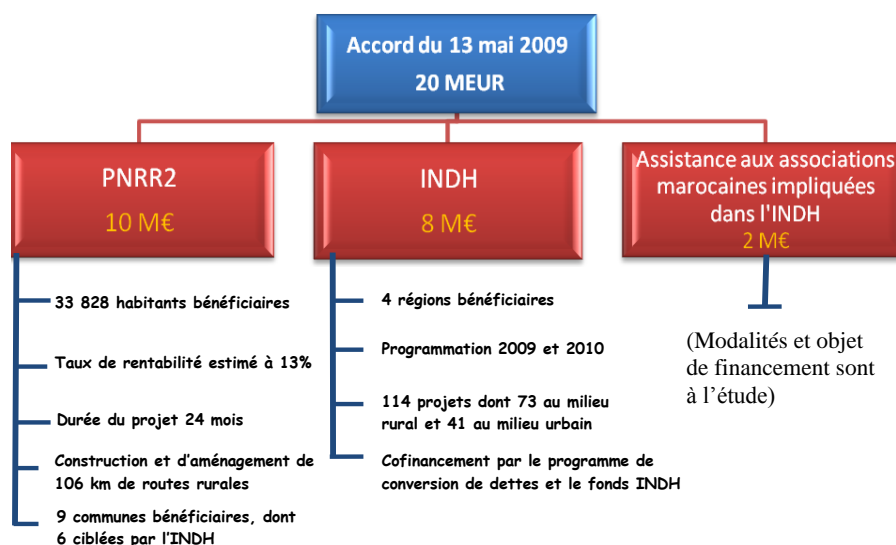 Accord du 13 mai 2009
20 MEUR
PNRR2
10 M€
33 828 habitants bénéficiaires
Taux de rentabilité estimé à 13%
Durée du projet 24 mois
Construction et d’aménagement de
106 km de routes rurales
9 communes bénéficiaires, dont
6 ciblées par l’INDH
INDH
8 M€
4 régions bénéficiaires
Programmation 2009 et 2010
114 projets dont 73 au milieu
rural et 41 au milieu urbain
Cofinancement par le programme de
conversion de dettes et le fonds INDH
Assistance aux associations
marocaines impliquées
dans l'INDH
2 M€
(Modalités et objet
de financement sont
à l’étude)